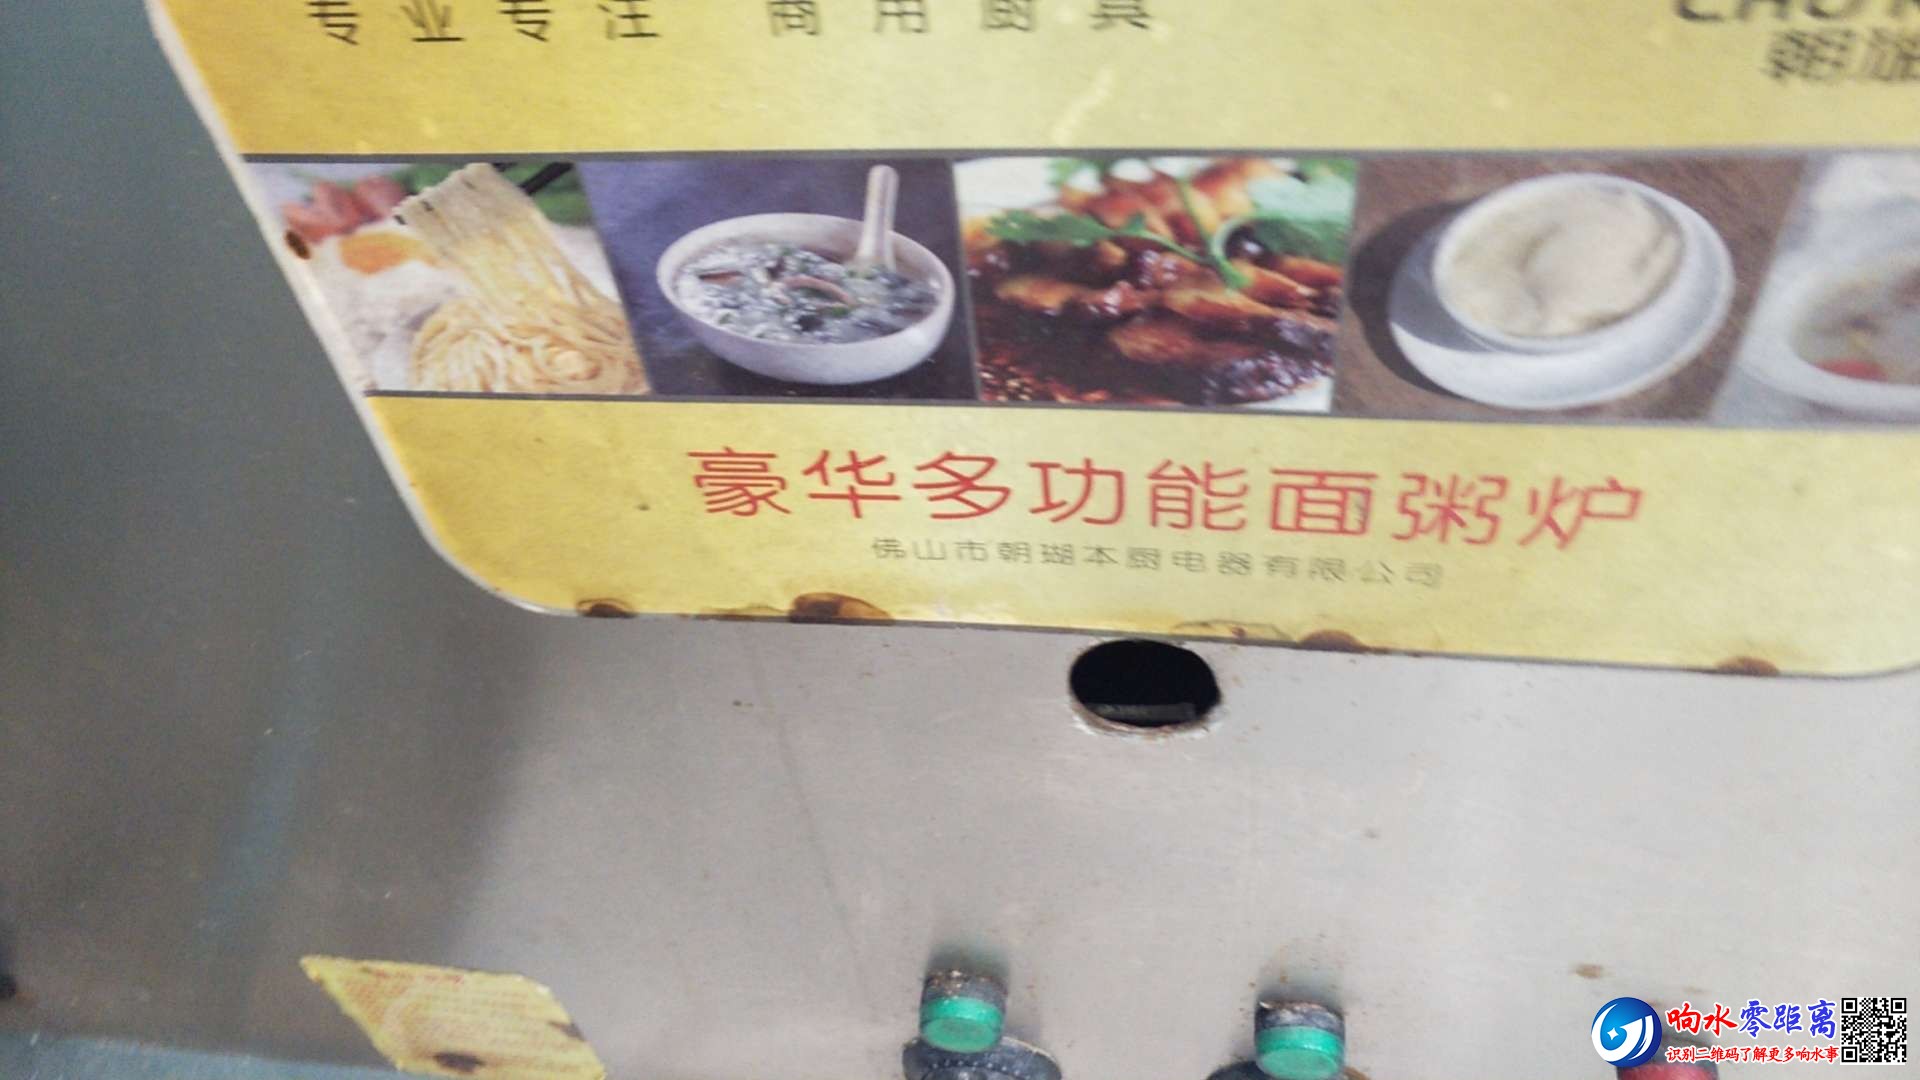 专业专注 商用厨具
豪华多功能面粥炉
佛山市朝瑚本厨电器有限公司
响水零距离
识别二维码了解更多响水事